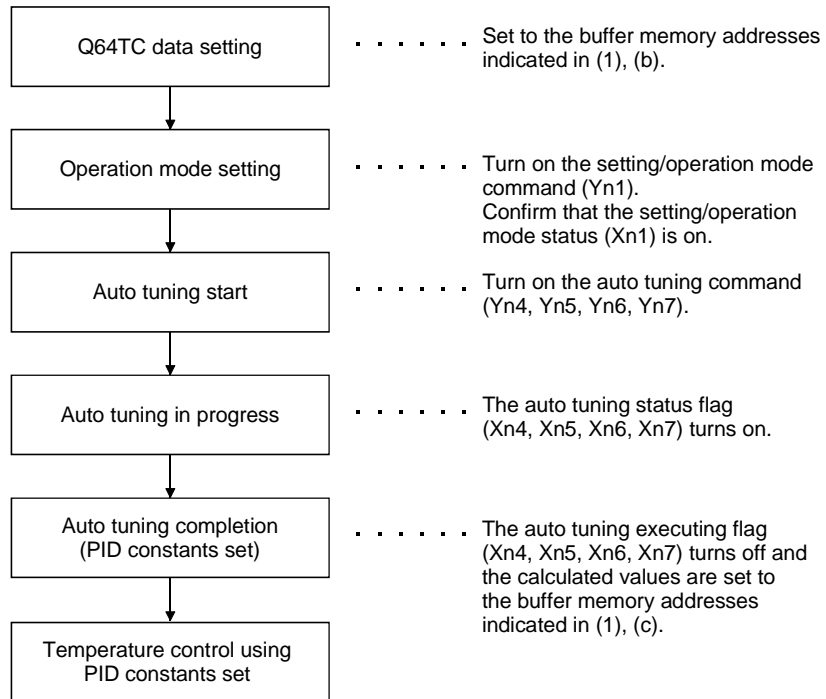 Q64TC data setting
Set to the buffer memory addresses
indicated in (1), (b).
Operation mode setting
Turn on the setting/operation mode
command (Yn1).
Confirm that the setting/operation
mode status (Xn1) is on.
Auto tuning start
Turn on the auto tuning command
(Yn4, Yn5, Yn6, Yn7).
Auto tuning in progress
The auto tuning status flag
(Xn4, Xn5, Xn6, Xn7) turns on.
Auto tuning completion
(PID constants set)
The auto tuning executing flag
(Xn4, Xn5, Xn6, Xn7) turns off and
the calculated values are set to
the buffer memory addresses
indicated in (1), (c).
Temperature control using
PID constants set